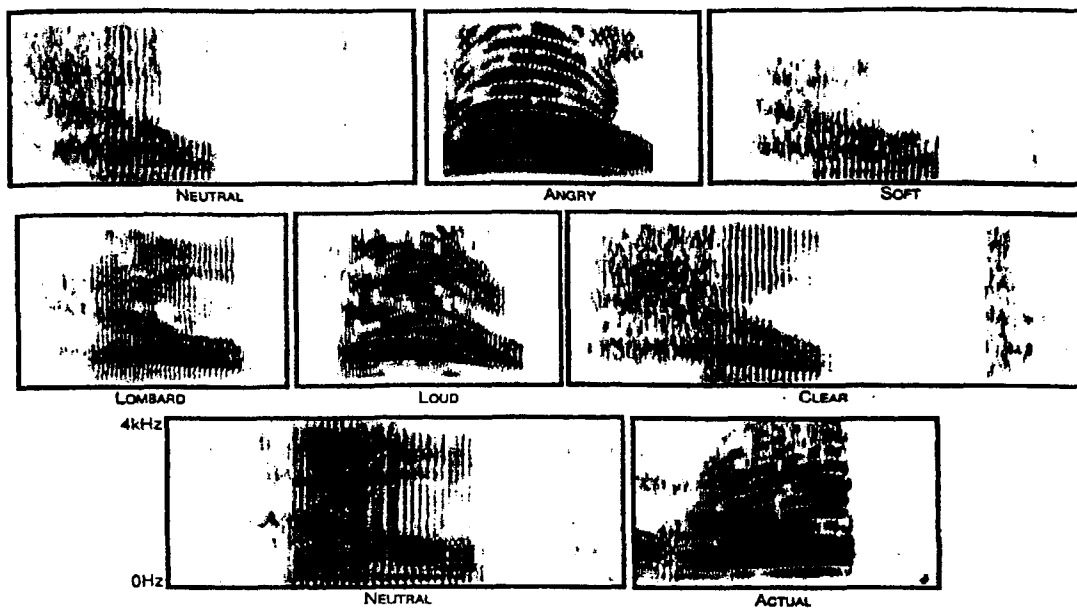 NEUTRAL ANGRY SOFT
LOMBARD LOUD CLEAR
4kHz
0Hz
NEUTRAL ACTUAL